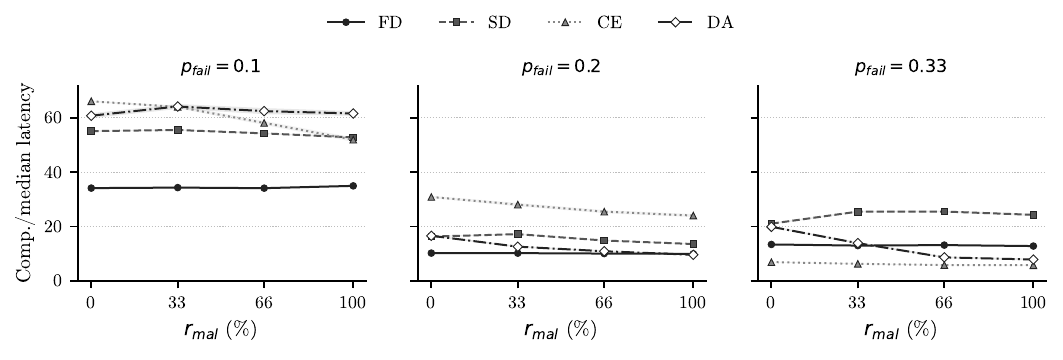 FD SD CE DA
p_fail = 0.1 p_fail = 0.2 p_fail = 0.33
Comp./median latency
60
40
20
0
0 33 66 100 0 33 66 100 0 33 66 100
r_mal (%) r_mal (%) r_mal (%)